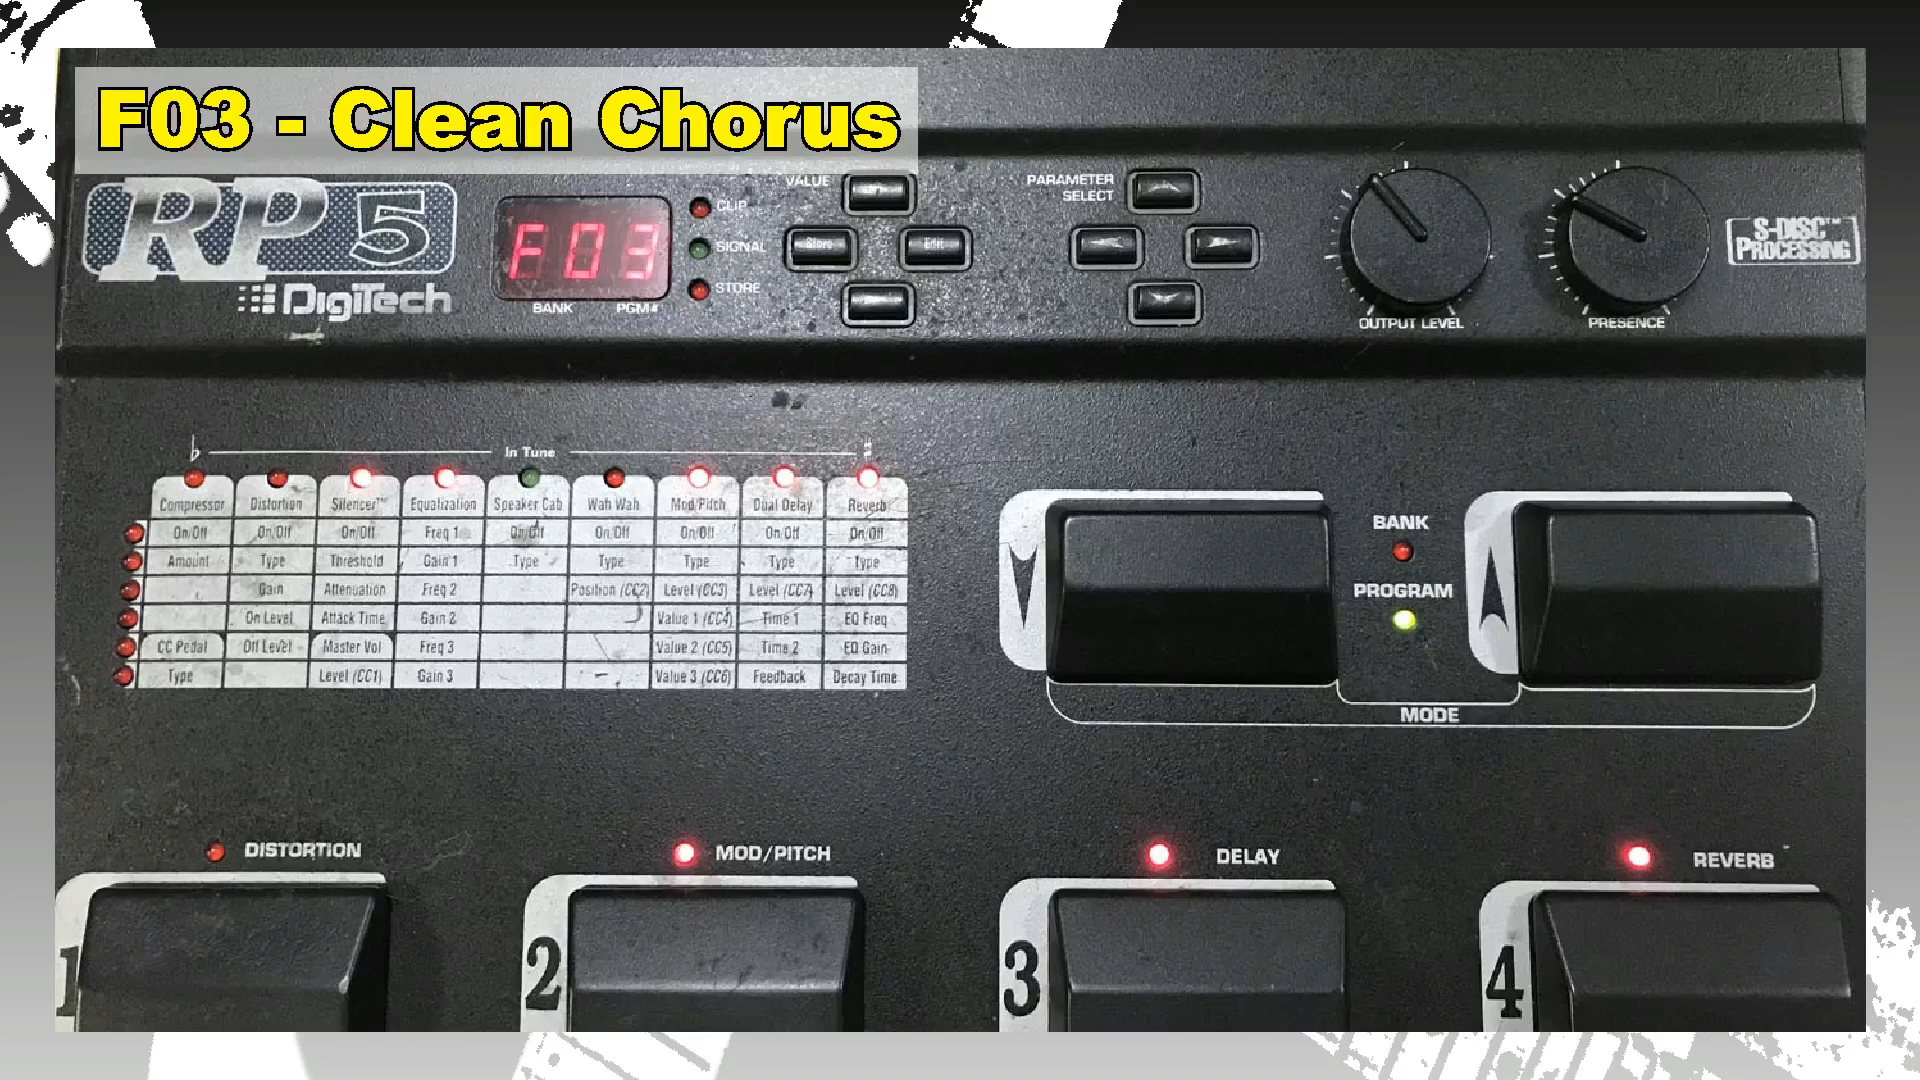 F03 - Clean Chorus
RP 5
DigiTech
F03
BANK
PGM#
CLIP
SIGNAL
STORE
VALUE
Store
Edit
PARAMETER
SELECT
OUTPUT LEVEL
PRESENCE
S-DISC™
PROCESSING
♭ In Tune
Compressor Distortion Silencer™ Equalization Speaker Cab Wah Wah Mod/Pitch Dual Delay Reverb
On/Off On/Off On/Off Freq 1 On/Off On/Off On/Off On/Off On/Off
Amount Type Threshold Gain 1 Type Type Type Type Type
Gain Attenuation Freq 2 Position (CC2) Level (CC3) Level (CC7) Level (CC8)
On Level Attack Time Gain 2 Value 1 (CC4) Time 1 EQ Freq
CC Pedal Off Level Master Vol Freq 3 Value 2 (CC5) Time 2 EQ Gain
Type Level (CC1) Gain 3 Value 3 (CC6) Feedback Decay Time
BANK
PROGRAM
MODE
DISTORTION
MOD/PITCH
DELAY
REVERB
1
2
3
4